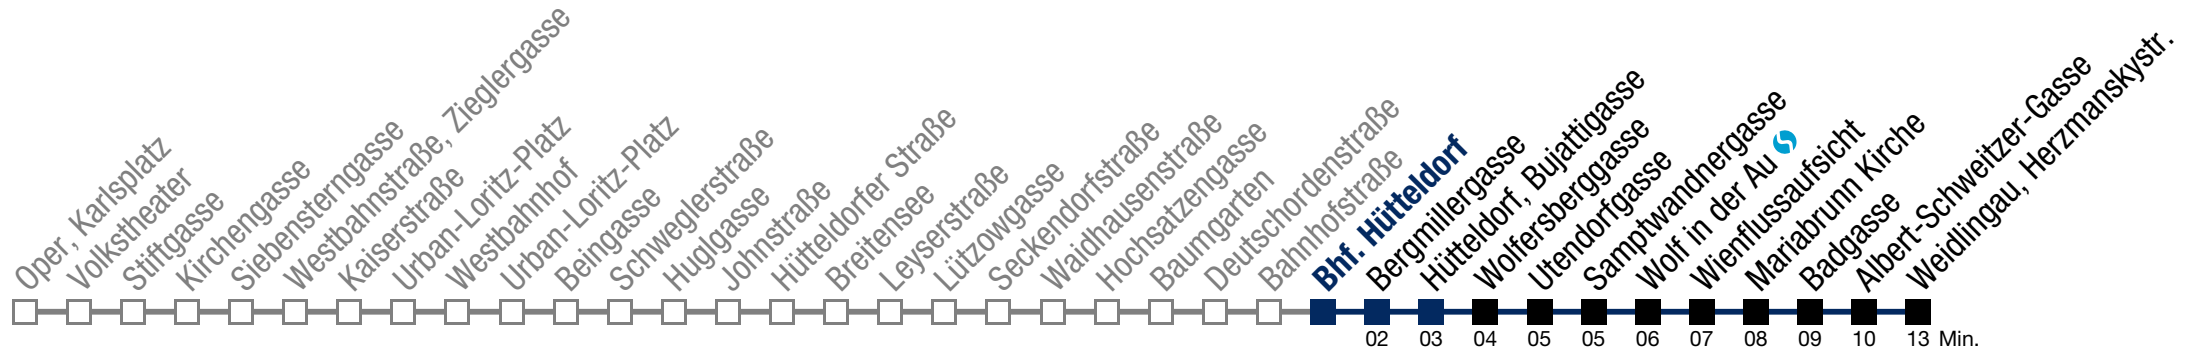 Oper, Karlsplatz
Volkstheater
Stiftgasse
Kirchengasse
Siebensterngasse
Westbahnstraße, Zieglergasse
Kaiserstraße
Urban-Loritz-Platz
Westbahnhof
Urban-Loritz-Platz
Beingasse
Schweglerstraße
Huglgasse
Johnstraße
Hütteldorfer Straße
Breitensee
Leyserstraße
Lützowgasse
Seckendorfstraße
Waidhausenstraße
Hochsatzengasse
Baumgarten
Deutschordenstraße
Bahnhofstraße
Bhf. Hütteldorf
Bergmillergasse
Hütteldorf, Bujattigasse
Wolfersberggasse
Utendorfgasse
Samptwandnergasse
Wolf in der Au
Wienflussaufsicht
Mariabrunn Kirche
Badgasse
Albert-Schweitzer-Gasse
Weidlingau, Herzmanskystr.
02 03 04 05 05 06 07 08 09 10 13 Min.